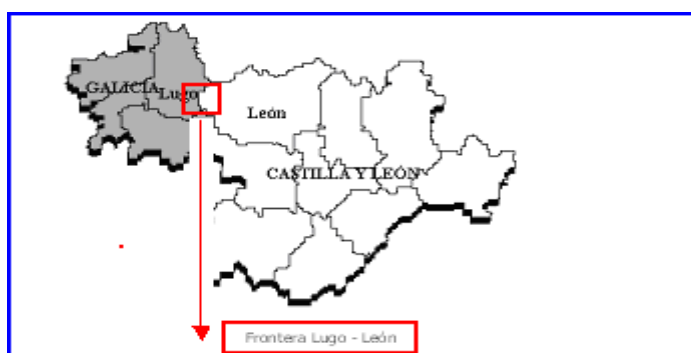 GALICIA
Lugo
León
CASTILLA Y LEÓN
Frontera Lugo - León